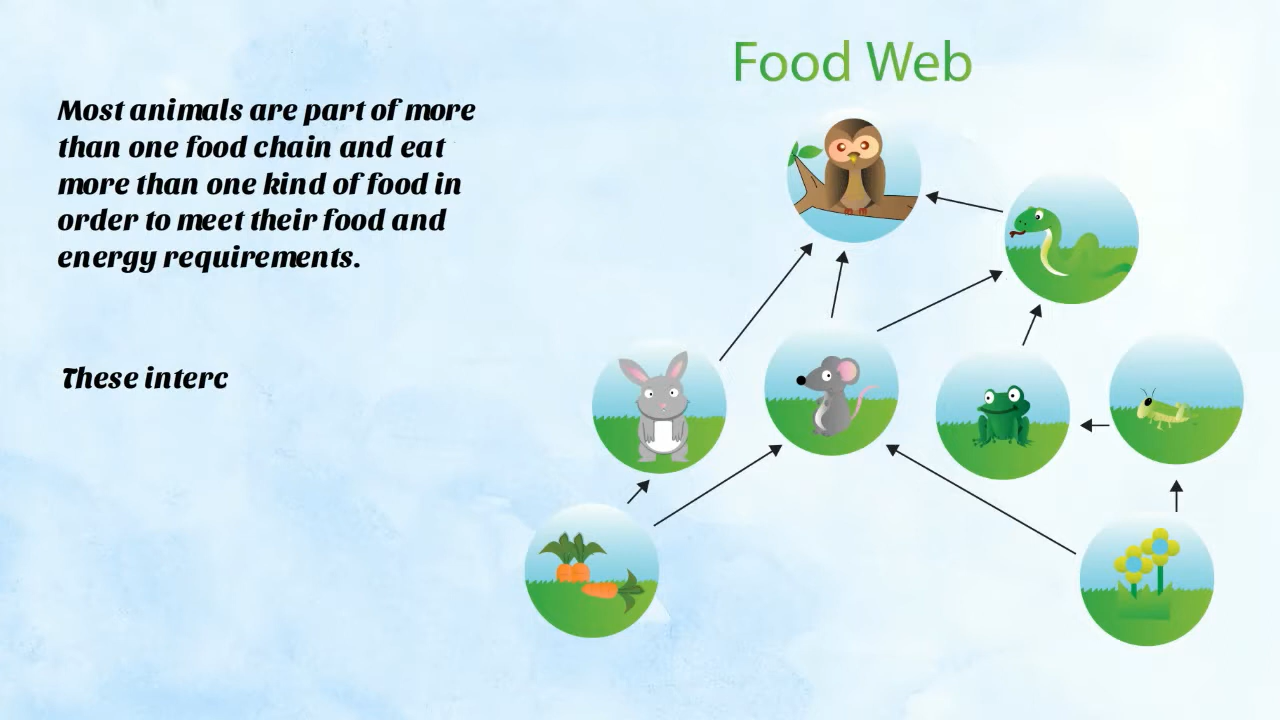 Food Web
Most animals are part of more
than one food chain and eat
more than one kind of food in
order to meet their food and
energy requirements.
These interc